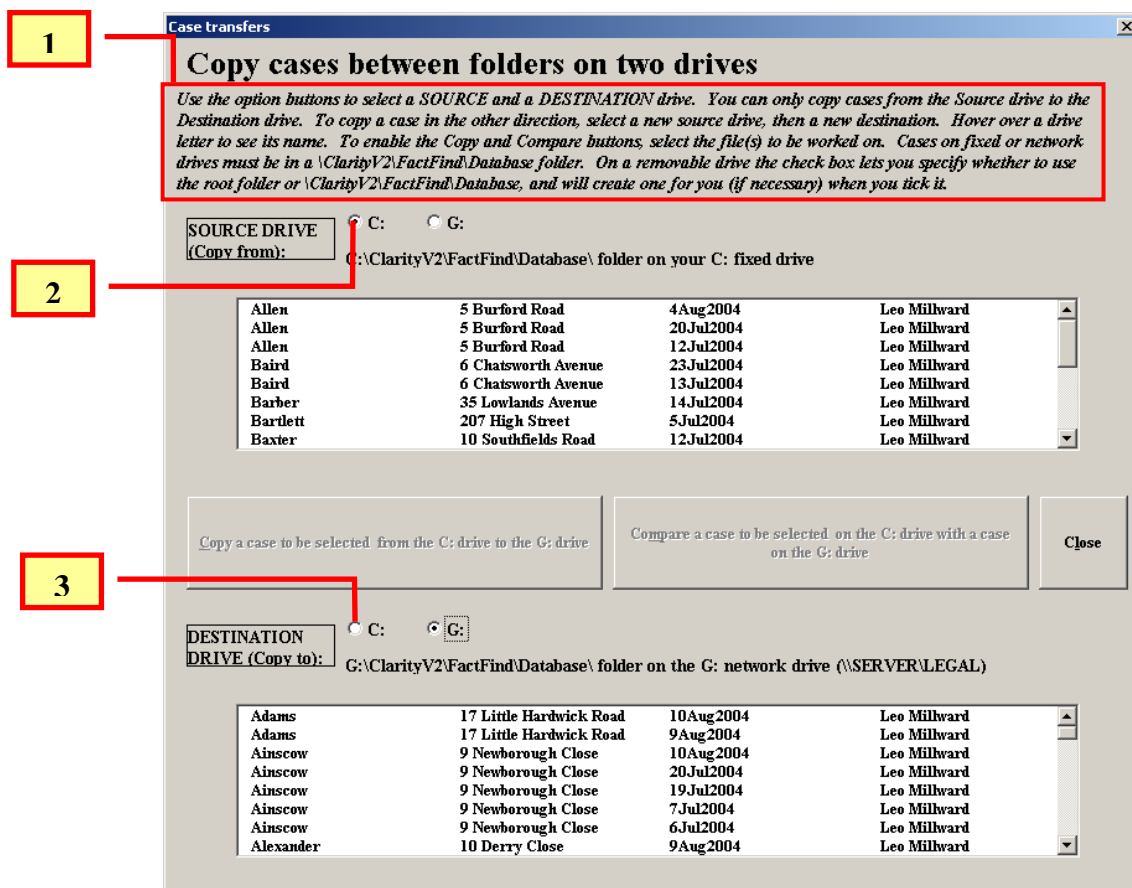 1
Case transfers
Copy cases between folders on two drives
Use the option buttons to select a SOURCE and a DESTINATION drive. You can only copy cases from the Source drive to the
Destination drive. To copy a case in the other direction, select a new source drive, then a new destination. Hover over a drive
letter to see its name. To enable the Copy and Compare buttons, select the file(s) to be worked on. Cases on fixed or network
drives must be in a \ClarityV2\FactFind\Database folder. On a removable drive the check box lets you specify whether to use
the root folder or \ClarityV2\FactFind\Database, and will create one for you (if necessary) when you tick it.
SOURCE DRIVE
(Copy from):
C: G:
C:\ClarityV2\FactFind\Database\ folder on your C: fixed drive
2
Allen 5 Burford Road 4Aug2004 Leo Millward
Allen 5 Burford Road 20Jul2004 Leo Millward
Allen 5 Burford Road 12Jul2004 Leo Millward
Baird 6 Chatsworth Avenue 23Jul2004 Leo Millward
Baird 6 Chatsworth Avenue 13Jul2004 Leo Millward
Barber 35 Lowlands Avenue 14Jul2004 Leo Millward
Bartlett 207 High Street 5Jul2004 Leo Millward
Baxter 10 Southfields Road 12Jul2004 Leo Millward
Copy a case to be selected from the C: drive to the G: drive
Compare a case to be selected on the C: drive with a case
on the G: drive
Close
3
DESTINATION
DRIVE (Copy to):
C: G:
G:\ClarityV2\FactFind\Database\ folder on the G: network drive (\\SERVER\LEGAL)
Adams 17 Little Hardwick Road 10Aug2004 Leo Millward
Adams 17 Little Hardwick Road 9Aug2004 Leo Millward
Ainscow 9 Newborough Close 10Aug2004 Leo Millward
Ainscow 9 Newborough Close 20Jul2004 Leo Millward
Ainscow 9 Newborough Close 19Jul2004 Leo Millward
Ainscow 9 Newborough Close 7Jul2004 Leo Millward
Ainscow 9 Newborough Close 6Jul2004 Leo Millward
Alexander 10 Derry Close 9Aug2004 Leo Millward